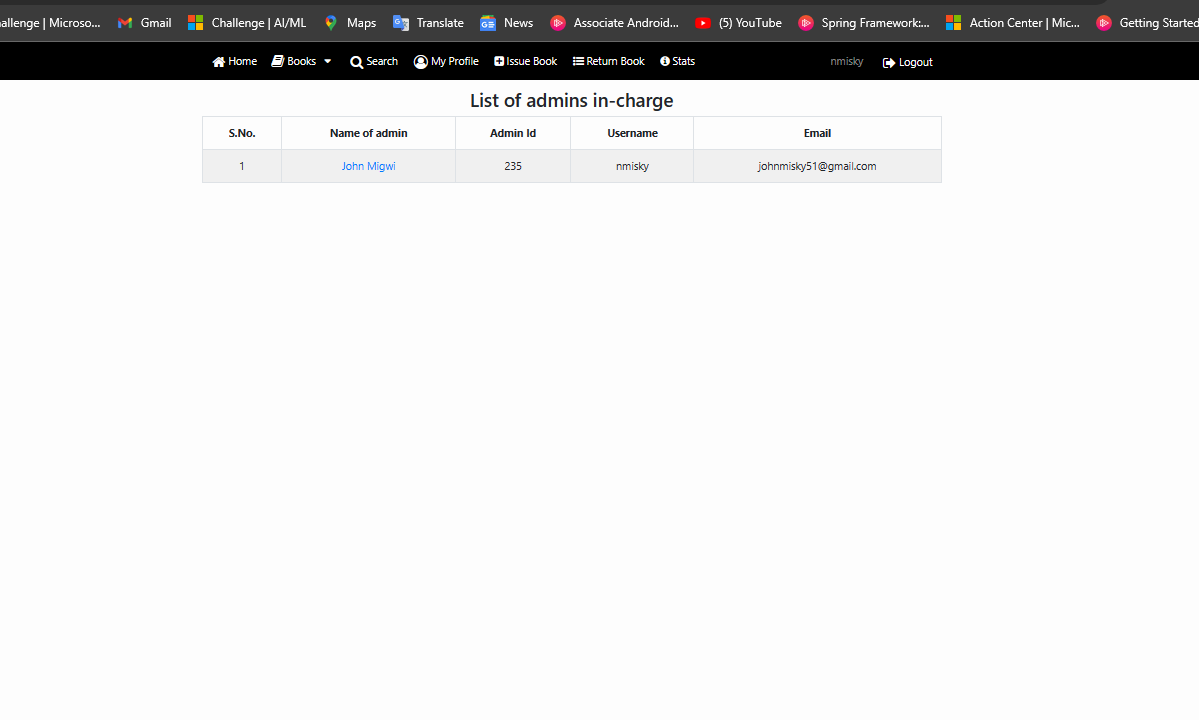 allenge | Microso... Gmail Challenge | AI/ML Maps Translate News Associate Android... (5) YouTube Spring Framework:... Action Center | Mic... Getting Started
Home Books Search My Profile Issue Book Return Book Stats nmisky Logout
List of admins in-charge
S.No. Name of admin Admin Id Username Email
1 John Migwi 235 nmisky johnmisky51@gmail.com